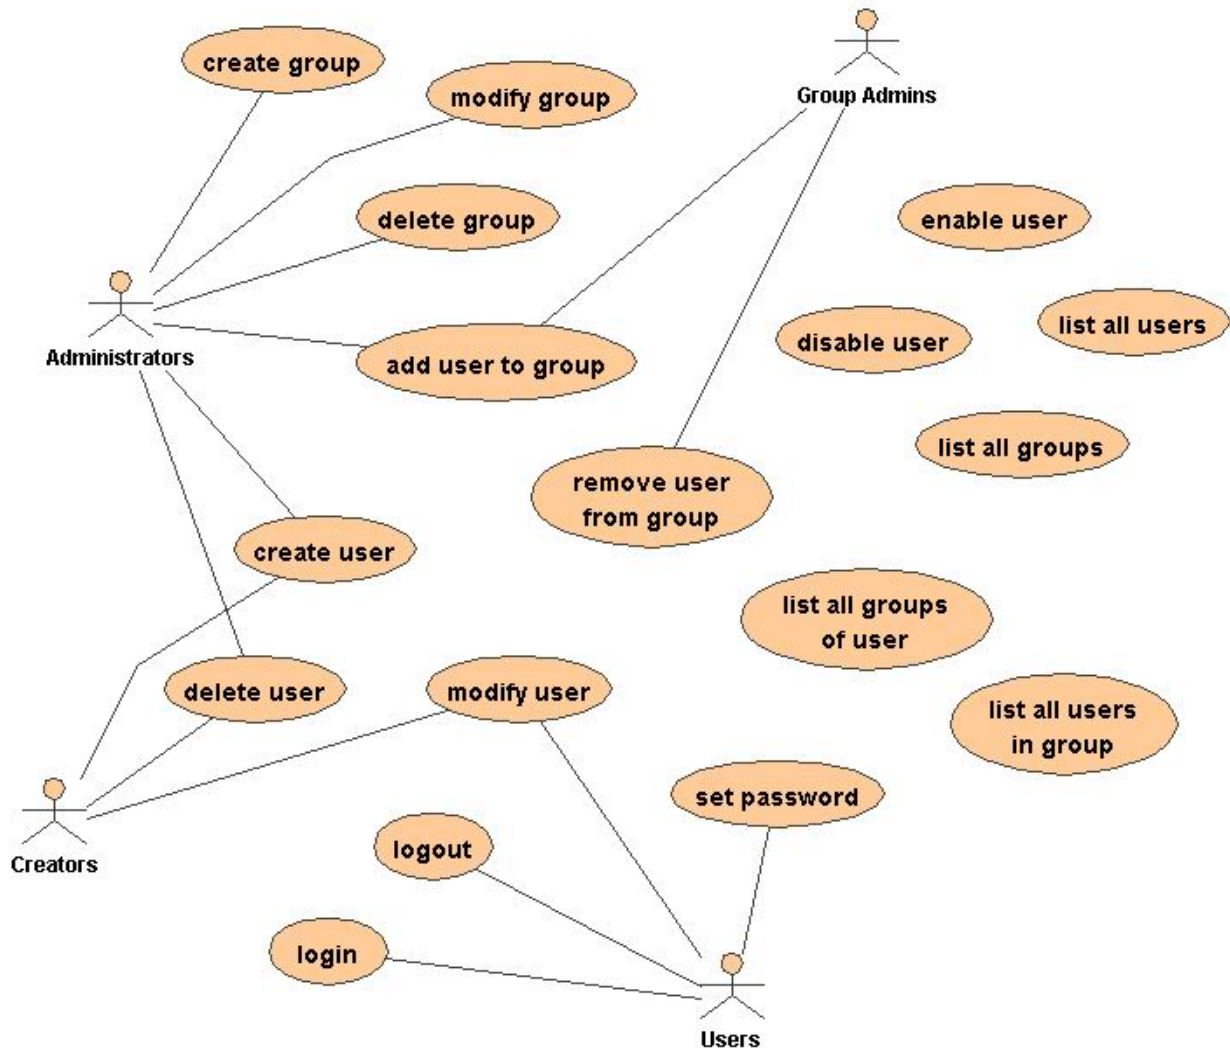 create group
modify group
Group Admins
delete group
enable user
list all users
disable user
Administrators
add user to group
list all groups
remove user
from group
create user
list all groups
of user
delete user
modify user
list all users
in group
set password
logout
Creators
login
Users